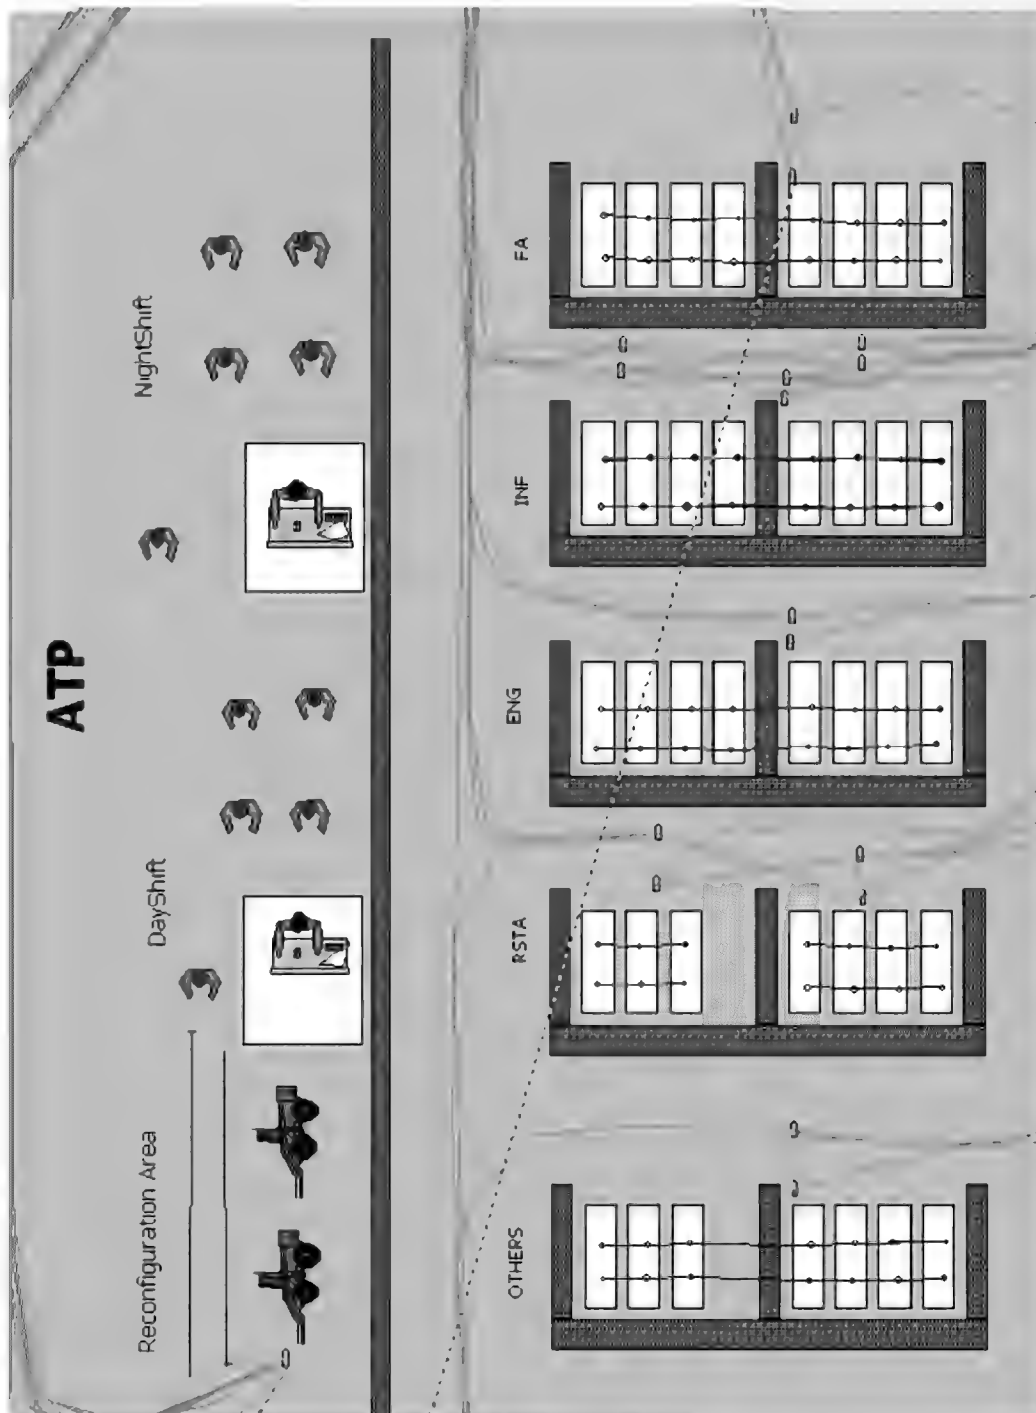 ATP
Reconfiguration Area
DayShift
NightShift
OTHERS
RSTA
ENG
INF
FA